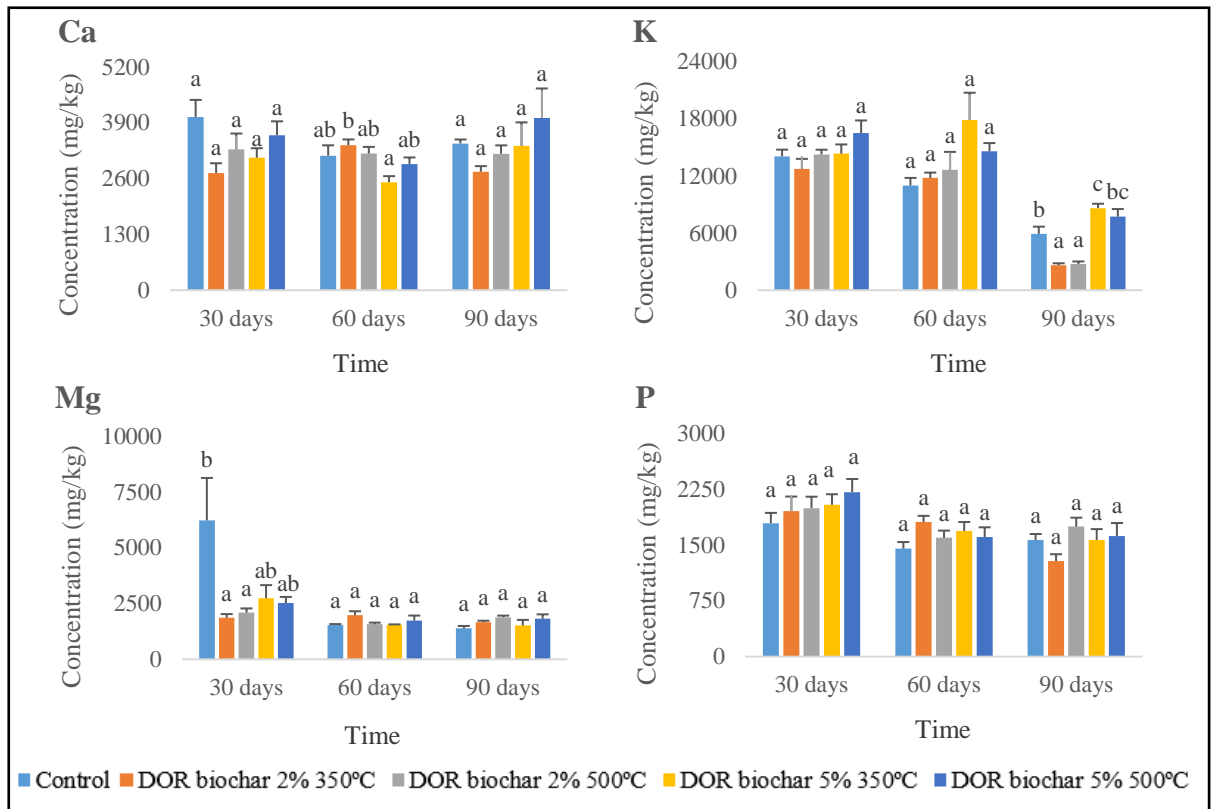 Ca
Concentration (mg/kg)
5200
3900
2600
1300
0
a a a a a
ab b ab a ab
a a a a a
30 days 60 days 90 days
Time
K
Concentration (mg/kg)
24000
18000
12000
6000
0
a a a a a
a a a a a
b a a c bc
30 days 60 days 90 days
Time
Mg
Concentration (mg/kg)
10000
7500
5000
2500
0
b a a ab ab
a a a a a
a a a a a
30 days 60 days 90 days
Time
P
Concentration (mg/kg)
3000
2250
1500
750
0
a a a a a
a a a a a
a a a a a
30 days 60 days 90 days
Time
Control DOR biochar 2% 350ºC DOR biochar 2% 500ºC DOR biochar 5% 350ºC DOR biochar 5% 500ºC